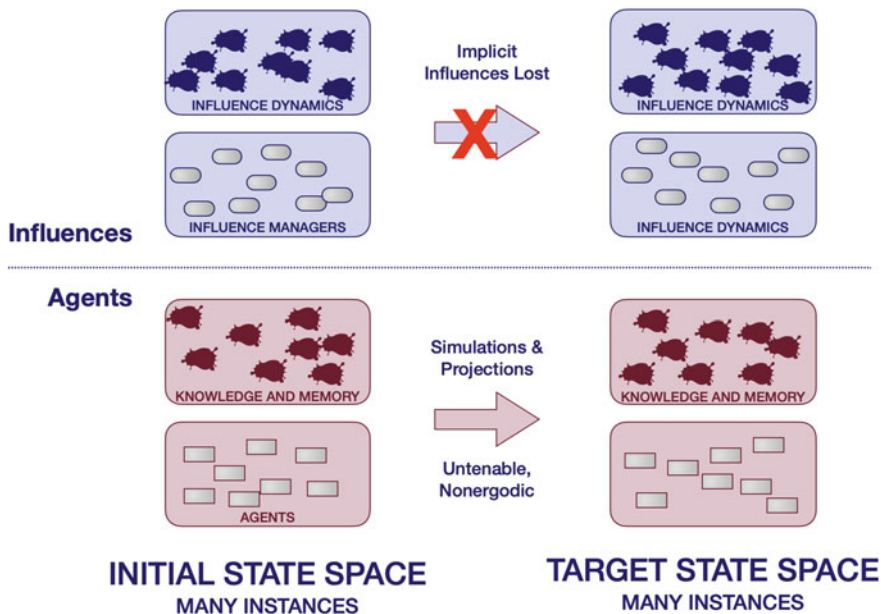 INFLUENCE DYNAMICS
Implicit
Influences Lost
X
INFLUENCE DYNAMICS
INFLUENCE MANAGERS
INFLUENCE DYNAMICS
Influences
Agents
KNOWLEDGE AND MEMORY
Simulations &
Projections
KNOWLEDGE AND MEMORY
Untenable,
Nonergodic
AGENTS
INITIAL STATE SPACE
MANY INSTANCES
TARGET STATE SPACE
MANY INSTANCES